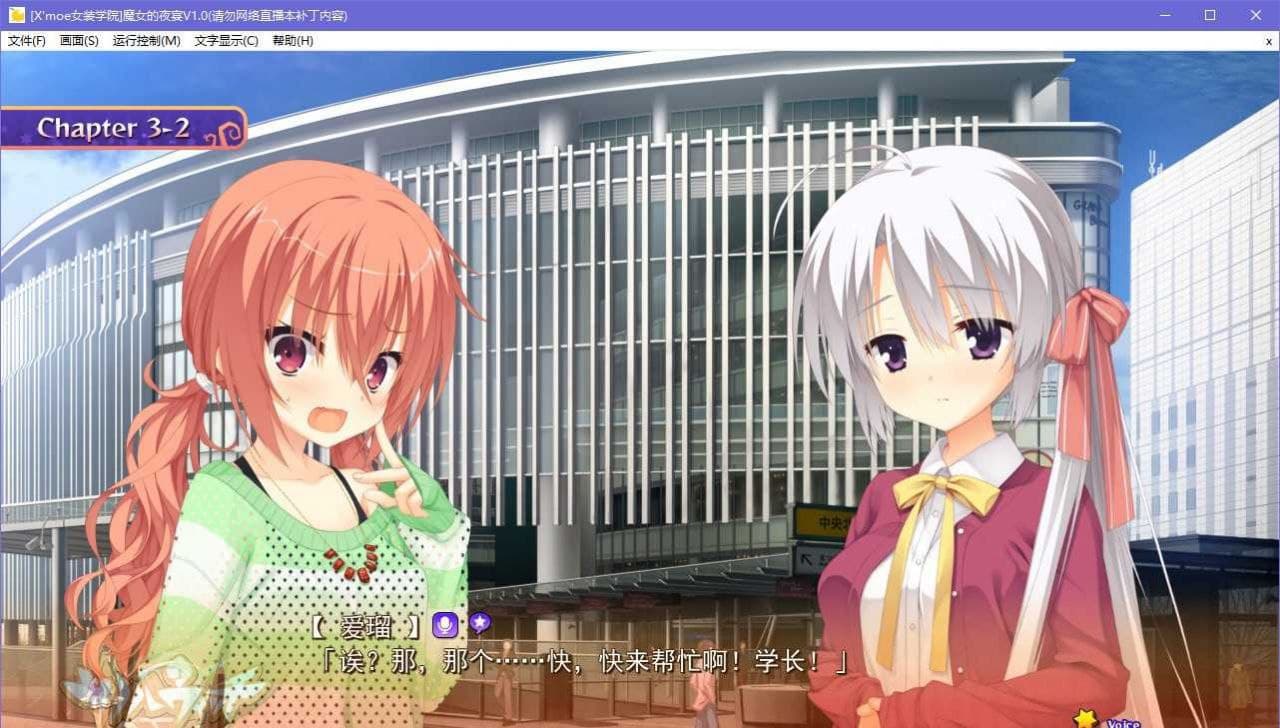 [X'moe女装学院]魔女的夜宴V1.0(请勿网络直播本补丁内容)
文件(F) 画面(S) 运行控制(M) 文字显示(C) 帮助(H)
x
Chapter 3-2
中央北
【 爱瑠 】
「诶？那，那个……快，快来帮忙啊！学长！」
Voice